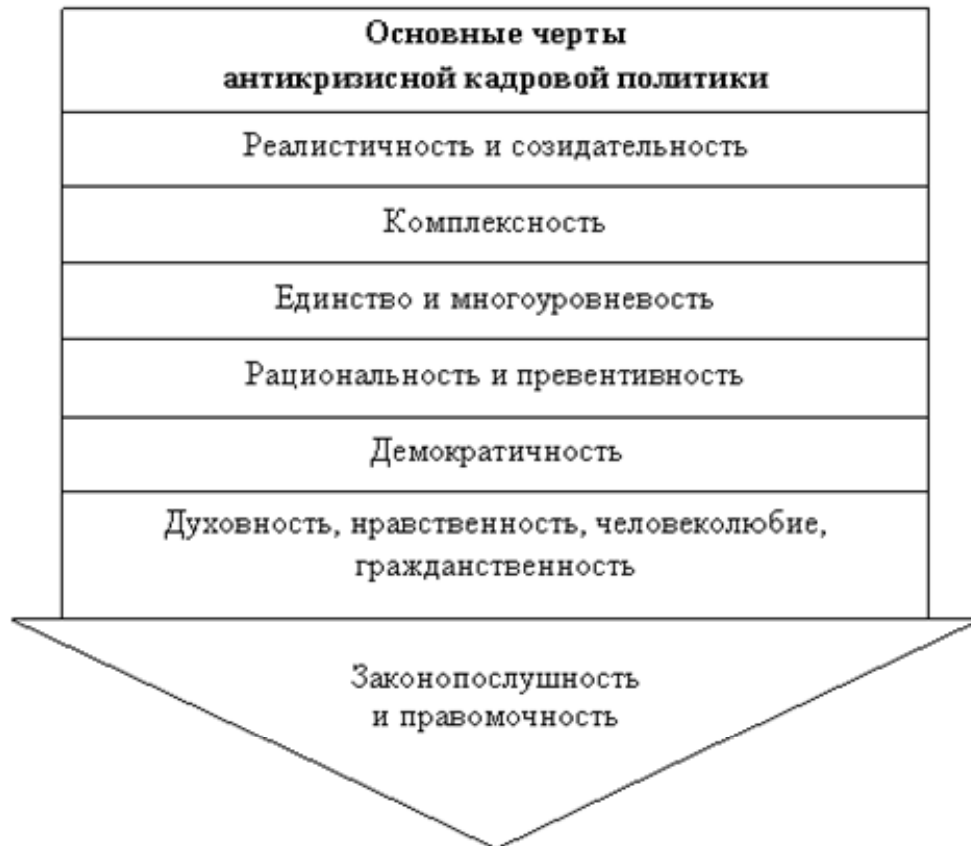 Основные черты
антикризисной кадровой политики
Реалистичность и созидательность
Комплексность
Единство и многоуровневость
Рациональность и превентивность
Демократичность
Духовность, нравственность, человеколюбие,
гражданственность
Законопослушность
и правомочность